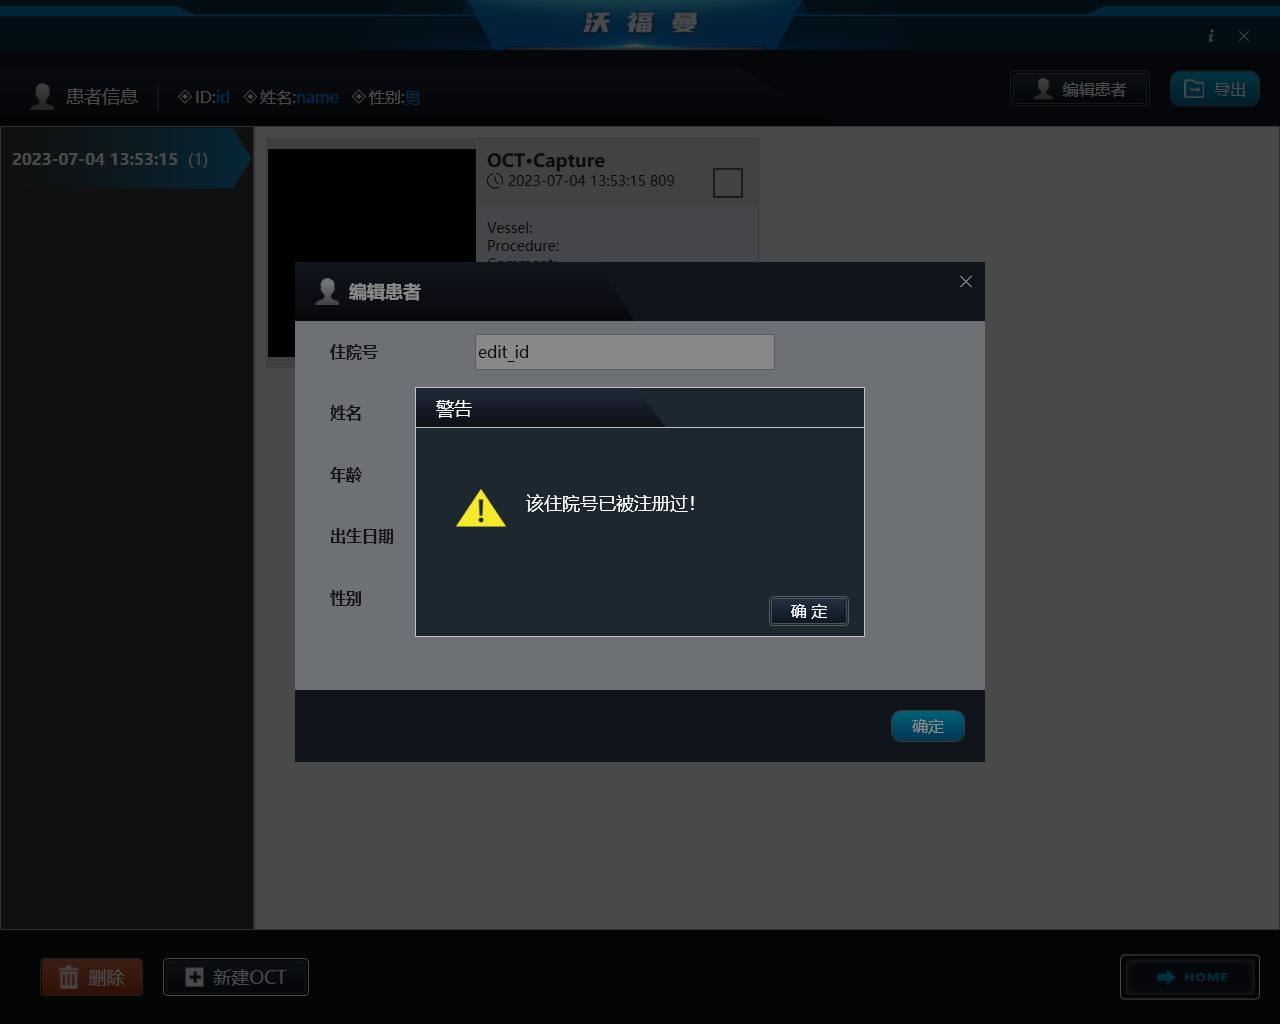 沃福曼
患者信息
ID:id 姓名:name 性别:男
编辑患者
导出
2023-07-04 13:53:15 (1)
OCT•Capture
2023-07-04 13:53:15 809
Vessel:
Procedure:
Comment:
编辑患者
住院号
edit_id
姓名
年龄
出生日期
性别
警告
该住院号已被注册过!
确 定
确定
删除
新建OCT
HOME